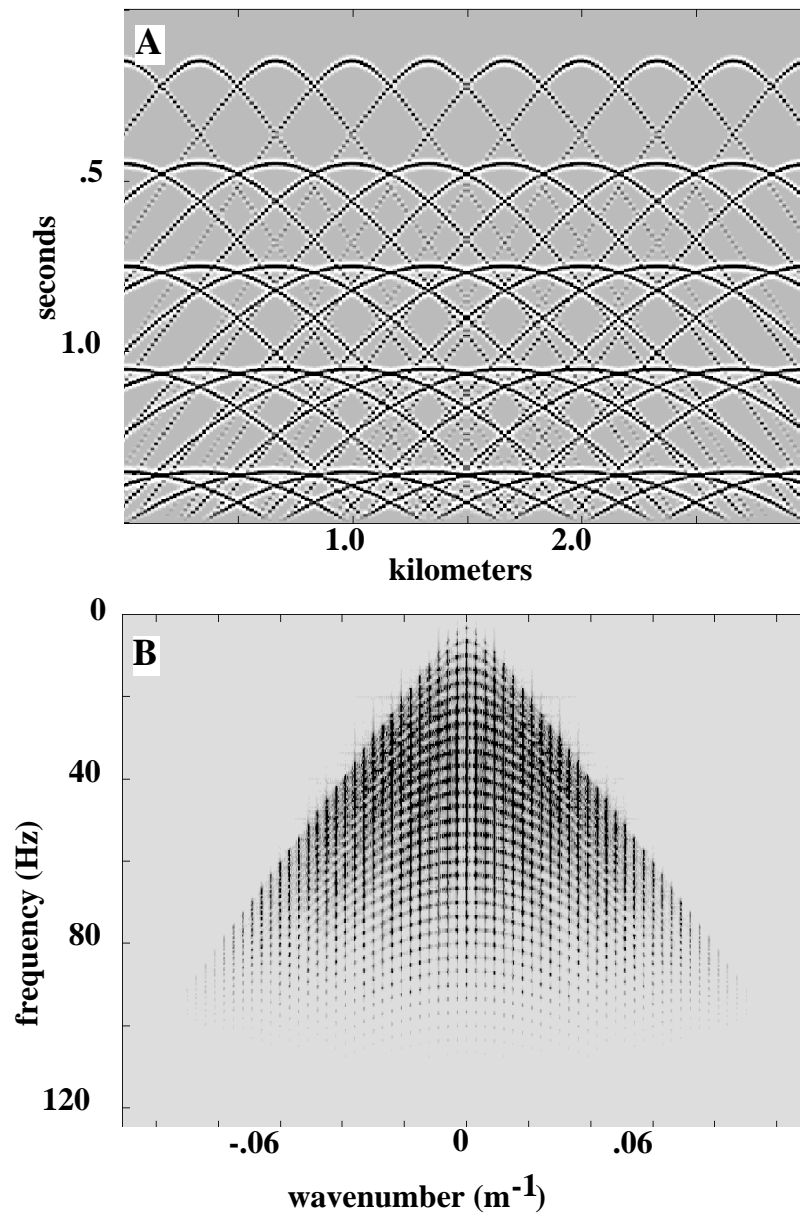 A
.5
seconds
1.0
1.0 2.0
kilometers
0
B
40
frequency (Hz)
80
120
-.06 0 .06
wavenumber (m-1)